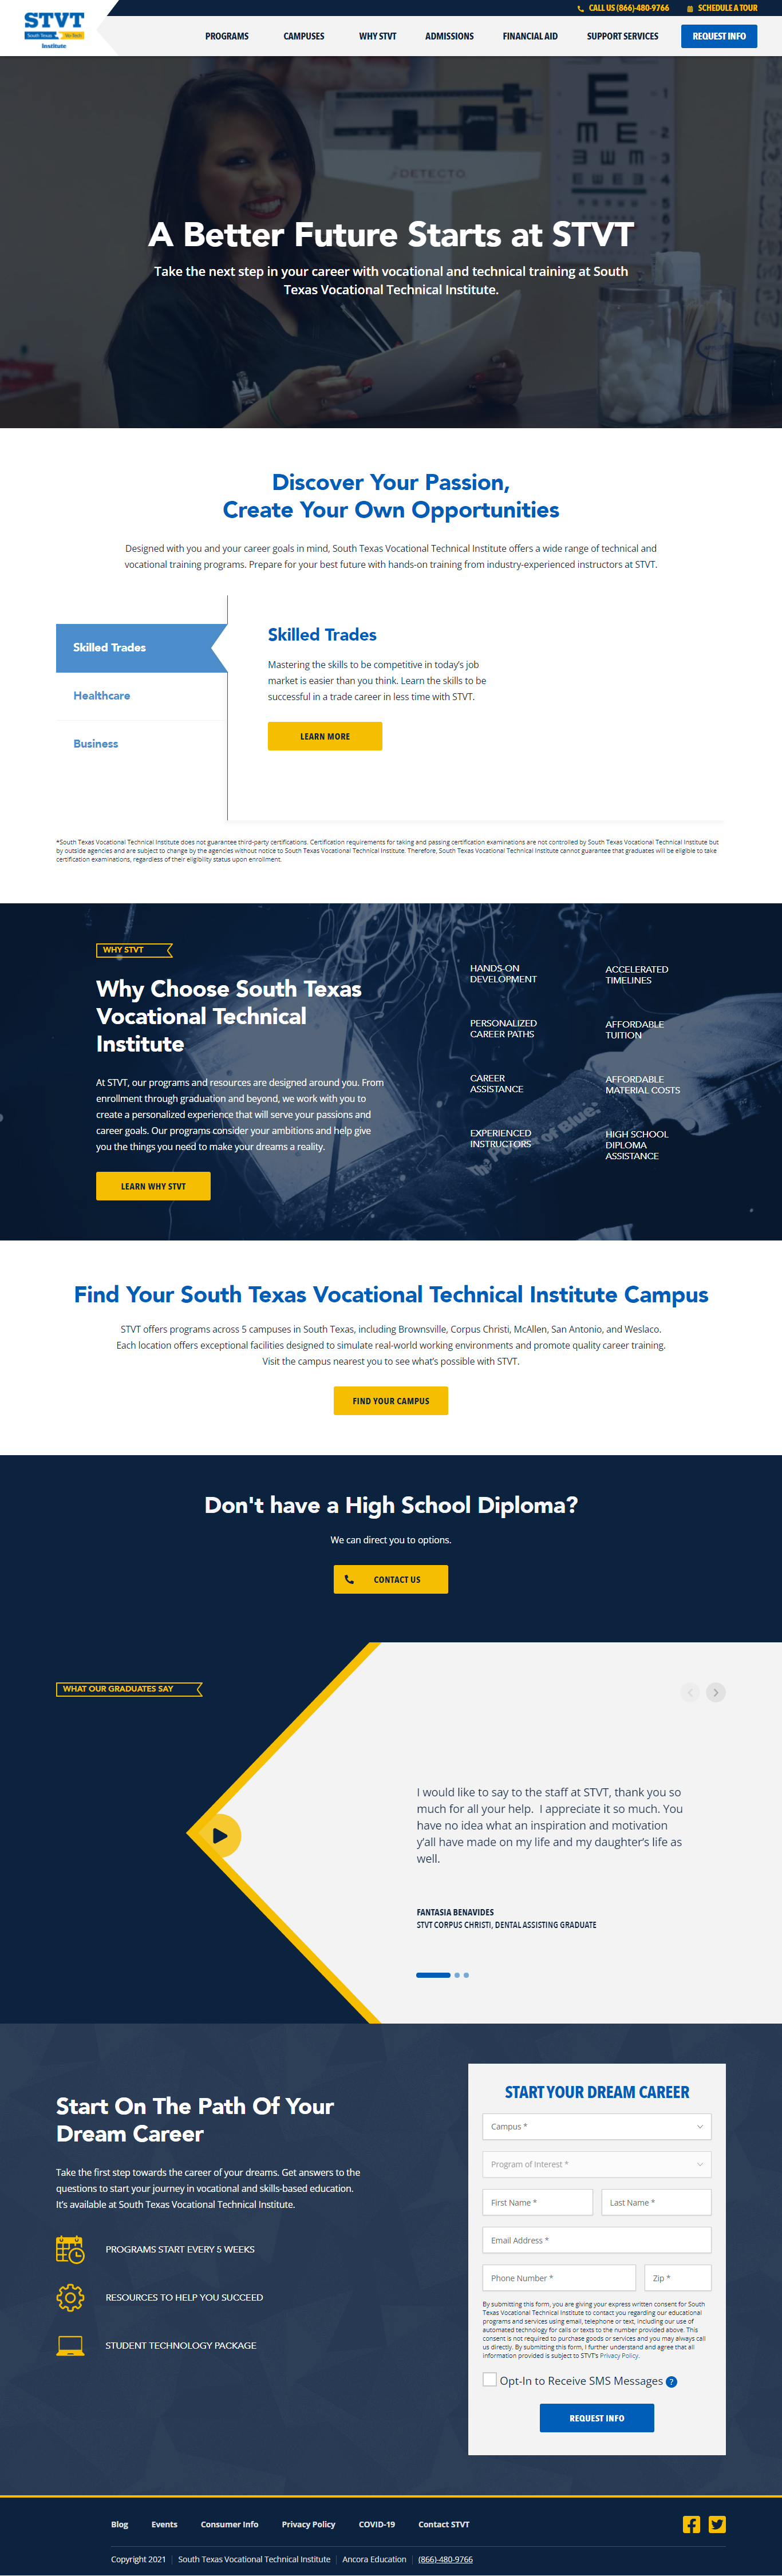 STVT
South Texas Vo-Tech
Institute
CALL US (866)-480-9766
SCHEDULE A TOUR
PROGRAMS
CAMPUSES
WHY STVT
ADMISSIONS
FINANCIAL AID
SUPPORT SERVICES
REQUEST INFO
DETECTO
E
A Better Future Starts at STVT
Take the next step in your career with vocational and technical training at South
Texas Vocational Technical Institute.
Discover Your Passion,
Create Your Own Opportunities
Designed with you and your career goals in mind, South Texas Vocational Technical Institute offers a wide range of technical and
vocational training programs. Prepare for your best future with hands-on training from industry-experienced instructors at STVT.
Skilled Trades
Healthcare
Business
Skilled Trades
Mastering the skills to be competitive in today's job
market is easier than you think. Learn the skills to be
successful in a trade career in less time with STVT.
LEARN MORE
*South Texas Vocational Technical Institute does not guarantee third-party certifications. Certification requirements for taking and passing certification examinations are not controlled by South Texas Vocational Technical Institute but
by outside agencies and are subject to change by the agencies without notice to South Texas Vocational Technical Institute. Therefore, South Texas Vocational Technical Institute cannot guarantee that graduates will be eligible to take
certification examinations, regardless of their eligibility status upon enrollment.
WHY STVT
Why Choose South Texas
Vocational Technical
Institute
At STVT, our programs and resources are designed around you. From
enrollment through graduation and beyond, we work with you to
create a personalized experience that will serve your passions and
career goals. Our programs consider your ambitions and help give
you the things you need to make your dreams a reality.
LEARN WHY STVT
HANDS-ON
DEVELOPMENT
ACCELERATED
TIMELINES
PERSONALIZED
CAREER PATHS
AFFORDABLE
TUITION
CAREER
ASSISTANCE
AFFORDABLE
MATERIAL COSTS
EXPERIENCED
INSTRUCTORS
HIGH SCHOOL
DIPLOMA
ASSISTANCE
Find Your South Texas Vocational Technical Institute Campus
STVT offers programs across 5 campuses in South Texas, including Brownsville, Corpus Christi, McAllen, San Antonio, and Weslaco.
Each location offers exceptional facilities designed to simulate real-world working environments and promote quality career training.
Visit the campus nearest you to see what's possible with STVT.
FIND YOUR CAMPUS
Don't have a High School Diploma?
We can direct you to options.
CONTACT US
WHAT OUR GRADUATES SAY
I would like to say to the staff at STVT, thank you so
much for all your help. I appreciate it so much. You
have no idea what an inspiration and motivation
y'all have made on my life and my daughter's life as
well.
FANTASIA BENAVIDES
STVT CORPUS CHRISTI, DENTAL ASSISTING GRADUATE
Start On The Path Of Your
Dream Career
Take the first step towards the career of your dreams. Get answers to the
questions to start your journey in vocational and skills-based education.
It's available at South Texas Vocational Technical Institute.
PROGRAMS START EVERY 5 WEEKS
RESOURCES TO HELP YOU SUCCEED
STUDENT TECHNOLOGY PACKAGE
START YOUR DREAM CAREER
Campus *
Program of Interest *
First Name *
Last Name *
Email Address *
Phone Number *
Zip *
By submitting this form, you are giving your express written consent for South
Texas Vocational Technical Institute to contact you regarding our educational
programs and services using email, telephone or text, including our use of
automated technology for calls or texts to the number provided above. This
consent is not required to purchase goods or services and you may always call
us directly. By submitting this form, I further understand and agree that all
information provided is subject to STVT's Privacy Policy.
Opt-In to Receive SMS Messages ?
REQUEST INFO
Blog
Events
Consumer Info
Privacy Policy
COVID-19
Contact STVT
Copyright 2021
South Texas Vocational Technical Institute
Ancora Education
(866)-480-9766